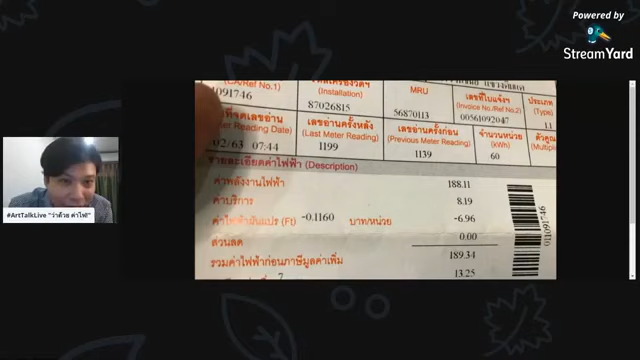 Powered by
StreamYard
(CA/Ref No.1)
(Installation)
MRU
เลขที่ใบแจ้งฯ
(Invoice No./Ref No.2)
ประเภท
(Type)
1091746
87026815
56870113
00561092047
11
เลขอ่านครั้งหลัง
(Last Meter Reading)
เลขอ่านครั้งก่อน
(Previous Meter Reading)
จำนวนหน่วย
(kWh)
ตัวคูณ
02/63 07:44
1199
1139
60
รายละเอียดค่าไฟฟ้า (Description)
ค่าพลังงานไฟฟ้า 188.11
ค่าบริการ 8.19
ค่าไฟฟ้าผันแปร (Ft) -0.1160 บาท/หน่วย -6.96
ส่วนลด 0.00
รวมค่าไฟฟ้าก่อนภาษีมูลค่าเพิ่ม 189.34
7 13.25
011091746
#ArtTalkLive "ว่าด้วย ค่าไฟ!"